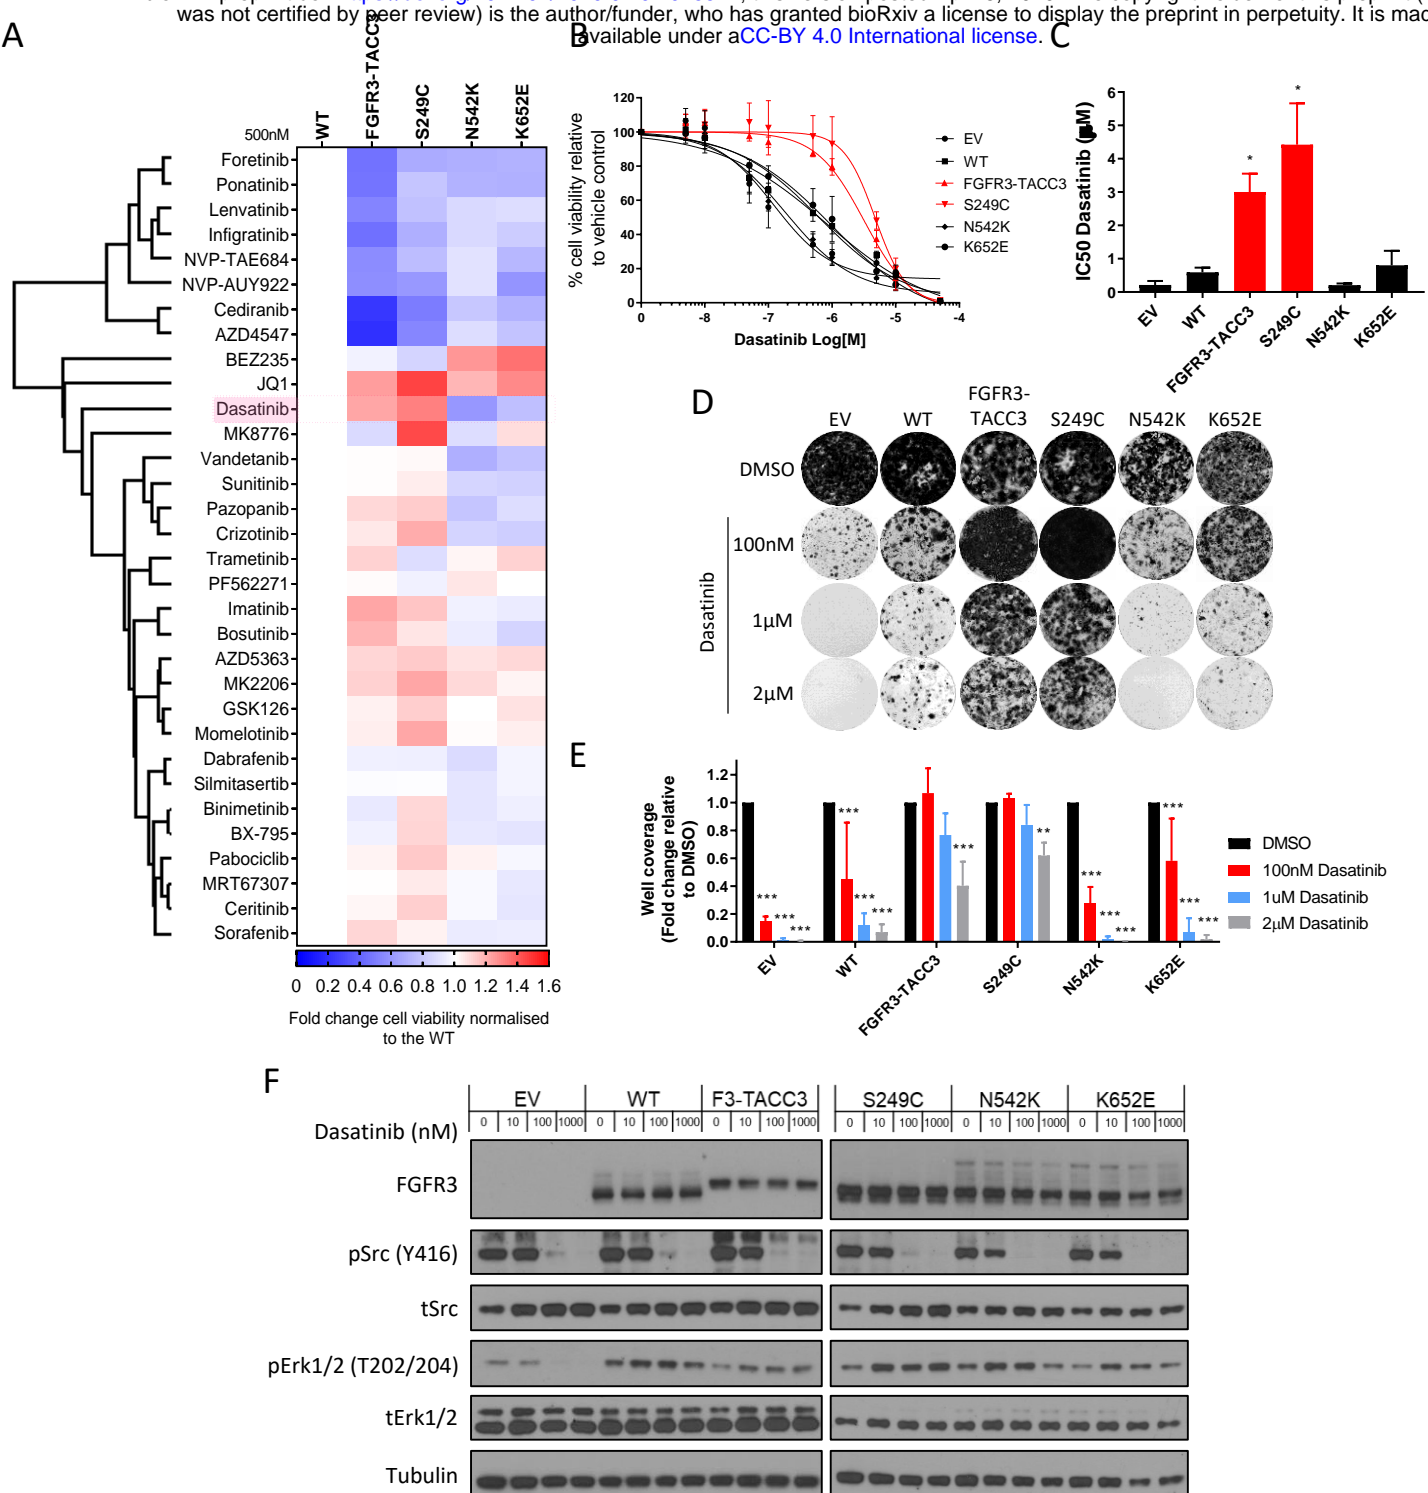 was not certified by peer review) is the author/funder, who has granted bioRxiv a license to display the preprint in perpetuity. It is
available under aCC-BY 4.0 International license.
A
500nM
WT
FGFR3-TACC3
S249C
N542K
K652E
Foretinib
Ponatinib
Lenvatinib
Infigratinib
NVP-TAE684
NVP-AUY922
Cediranib
AZD4547
BEZ235
JQ1
Dasatinib
MK8776
Vandetanib
Sunitinib
Pazopanib
Crizotinib
Trametinib
PF562271
Imatinib
Bosutinib
AZD5363
MK2206
GSK126
Momelotinib
Dabrafenib
Silmitasertib
Binimetinib
BX-795
Pabociclib
MRT67307
Ceritinib
Sorafenib
0 0.2 0.4 0.6 0.8 1.0 1.2 1.4 1.6
Fold change cell viability normalised
to the WT
B
% cell viability relative
to vehicle control
120
100
80
60
40
20
0
0 -8 -7 -6 -5 -4
Dasatinib Log[M]
EV
WT
FGFR3-TACC3
S249C
N542K
K652E
C
IC50 Dasatinib (M)
6
5
4
3
2
1
0
* *
EV
WT
FGFR3-TACC3
S249C
N542K
K652E
D
EV WT FGFR3-
TACC3 S249C N542K K652E
DMSO
Dasatinib
100nM
1μM
2μM
E
Well coverage
(Fold change relative
to DMSO)
1.2
1.0
0.8
0.6
0.4
0.2
0.0
*** *** ***
*** *** ***
***
**
*** *** ***
*** *** ***
EV
WT
FGFR3-TACC3
S249C
N542K
K652E
DMSO
100nM Dasatinib
1uM Dasatinib
2μM Dasatinib
F
EV WT F3-TACC3 S249C N542K K652E
Dasatinib (nM) 0 10 100 1000 0 10 100 1000 0 10 100 1000 0 10 100 1000 0 10 100 1000 0 10 100 1000
FGFR3
pSrc (Y416)
tSrc
pErk1/2 (T202/204)
tErk1/2
Tubulin